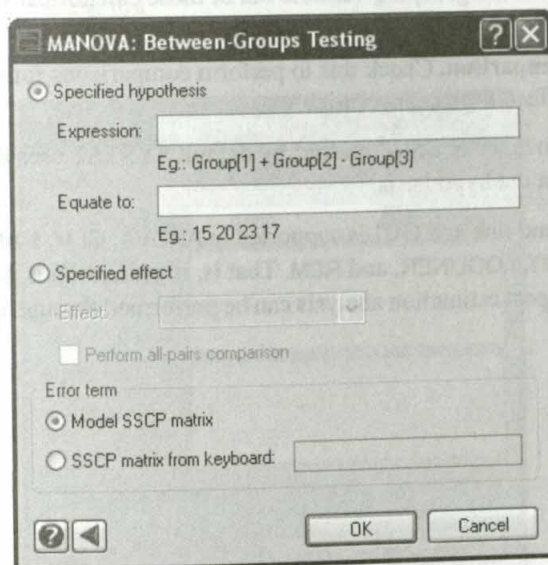 MANOVA: Between-Groups Testing
Specified hypothesis
Expression:
Eg.: Group[1] + Group[2] - Group[3]
Equate to:
Eg.: 15 20 23 17
Specified effect
Effect:
Perform all-pairs comparison
Error term
Model SSCP matrix
SSCP matrix from keyboard:
OK
Cancel